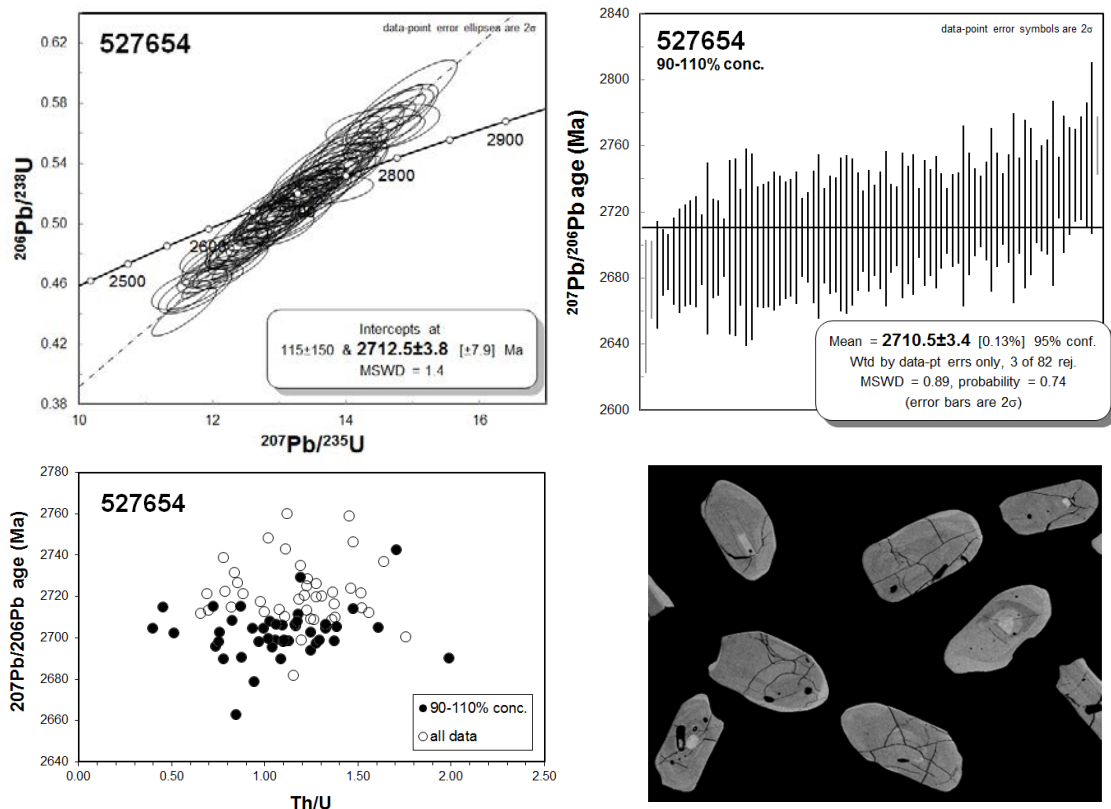 527654
data-point error ellipses are 2σ
0.62
0.58
0.54
0.50
0.46
0.42
0.38
206Pb/238U
2900
2800
2600
2500
Intercepts at
115±150 & 2712.5±3.8 [±7.9] Ma
MSWD = 1.4
10
12
14
16
207Pb/235U
527654
90-110% conc.
data-point error symbols are 2σ
2840
2800
2760
2720
2680
2640
2600
207Pb/206Pb age (Ma)
Mean = 2710.5±3.4 [0.13%] 95% conf.
Wtd by data-pt errs only, 3 of 82 rej.
MSWD = 0.89, probability = 0.74
(error bars are 2σ)
527654
2780
2760
2740
2720
2700
2680
2660
2640
207Pb/206Pb age (Ma)
90-110% conc.
all data
0.00
0.50
1.00
1.50
2.00
2.50
Th/U